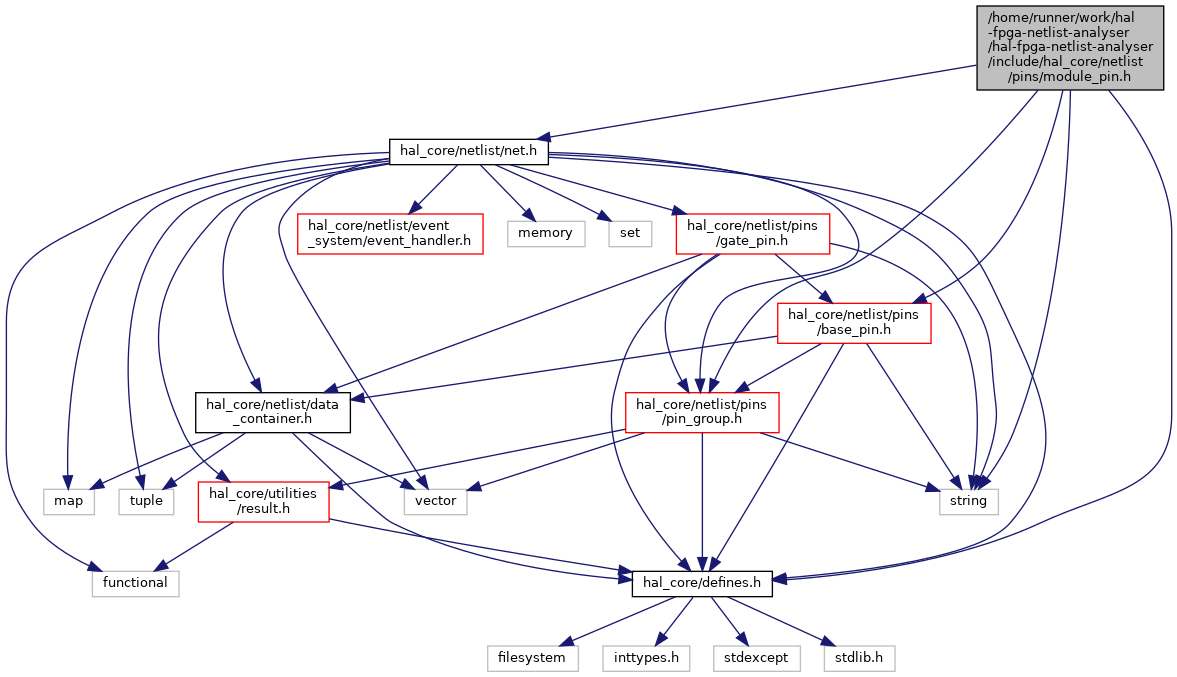 /home/runner/work/hal
-fpga-netlist-analyser
/hal-fpga-netlist-analyser
/include/hal_core/netlist
/pins/module_pin.h
hal_core/netlist/net.h
hal_core/netlist/event
_system/event_handler.h
memory
set
hal_core/netlist/pins
/gate_pin.h
hal_core/netlist/pins
/base_pin.h
hal_core/netlist/data
_container.h
hal_core/netlist/pins
/pin_group.h
map
tuple
hal_core/utilities
/result.h
vector
string
functional
hal_core/defines.h
filesystem
inttypes.h
stdexcept
stdlib.h